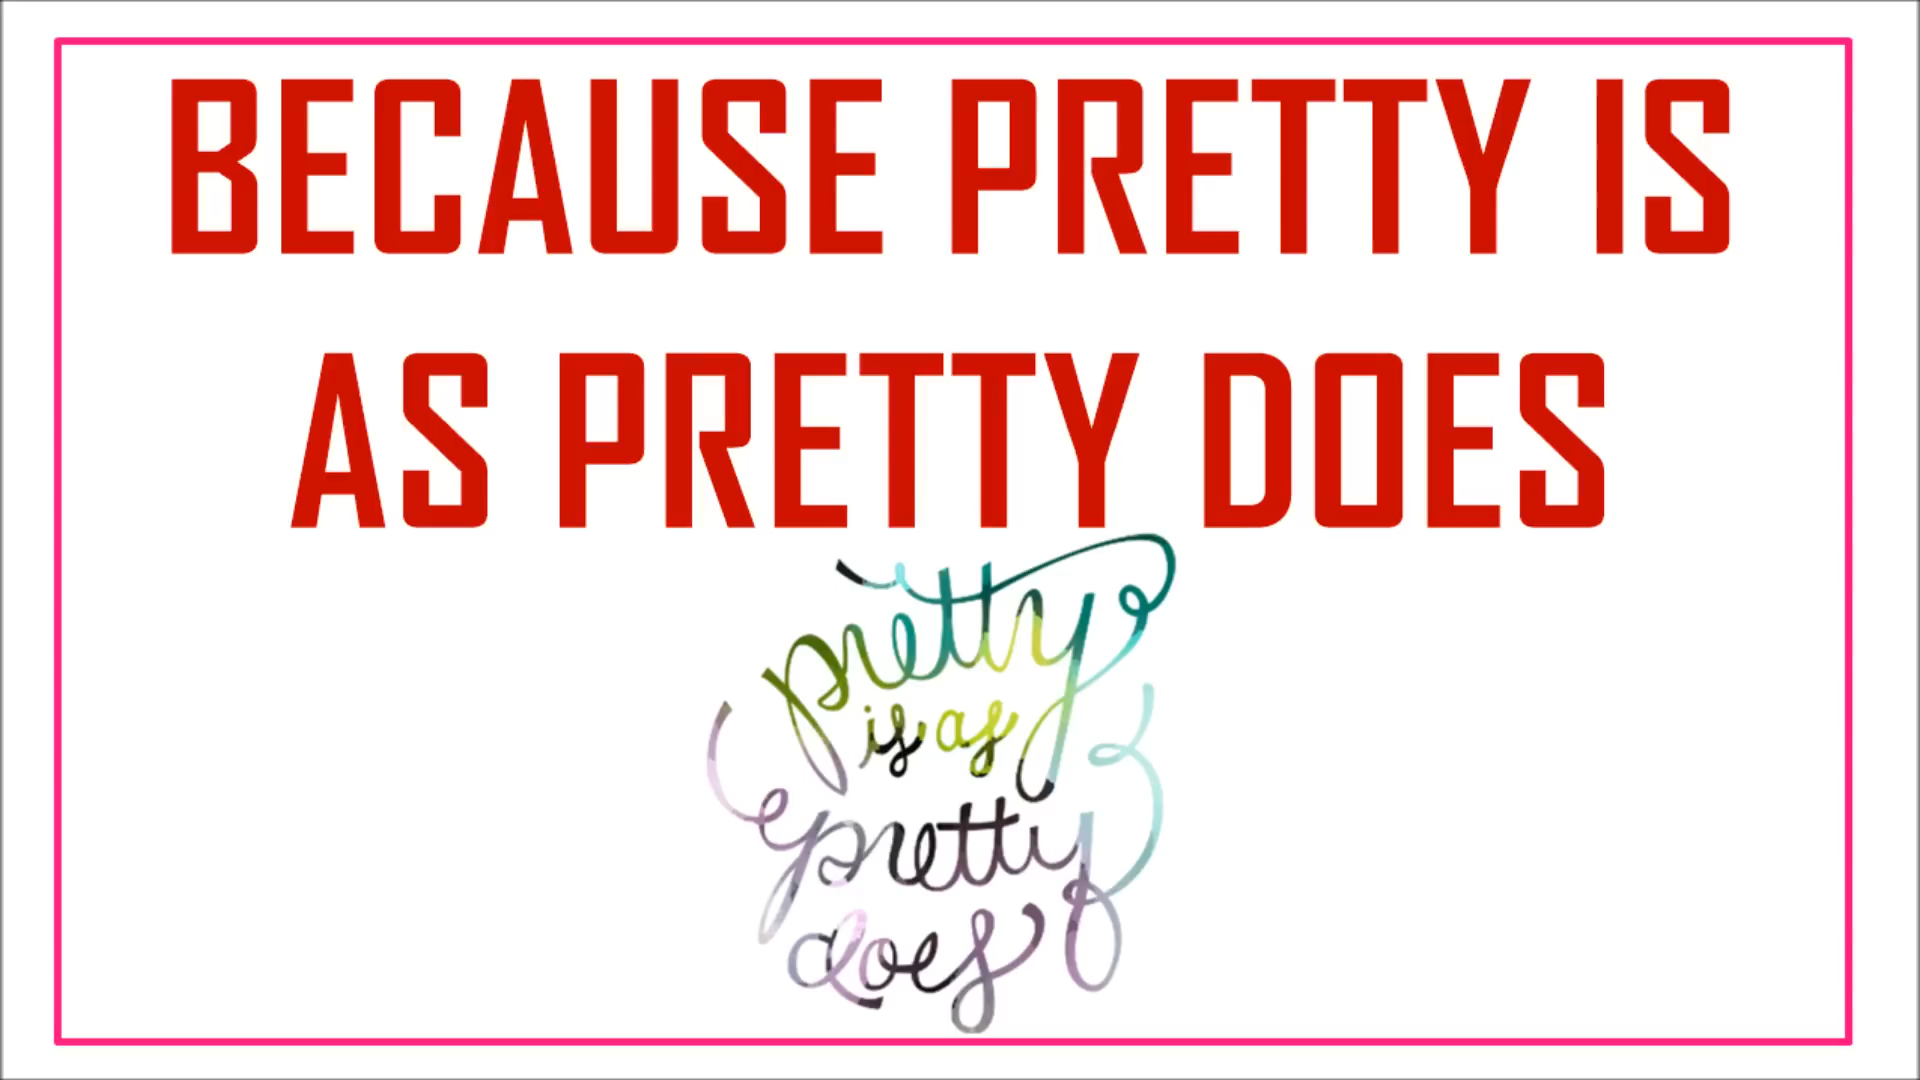 BECAUSE PRETTY IS
AS PRETTY DOES
pretty
is as
pretty
does